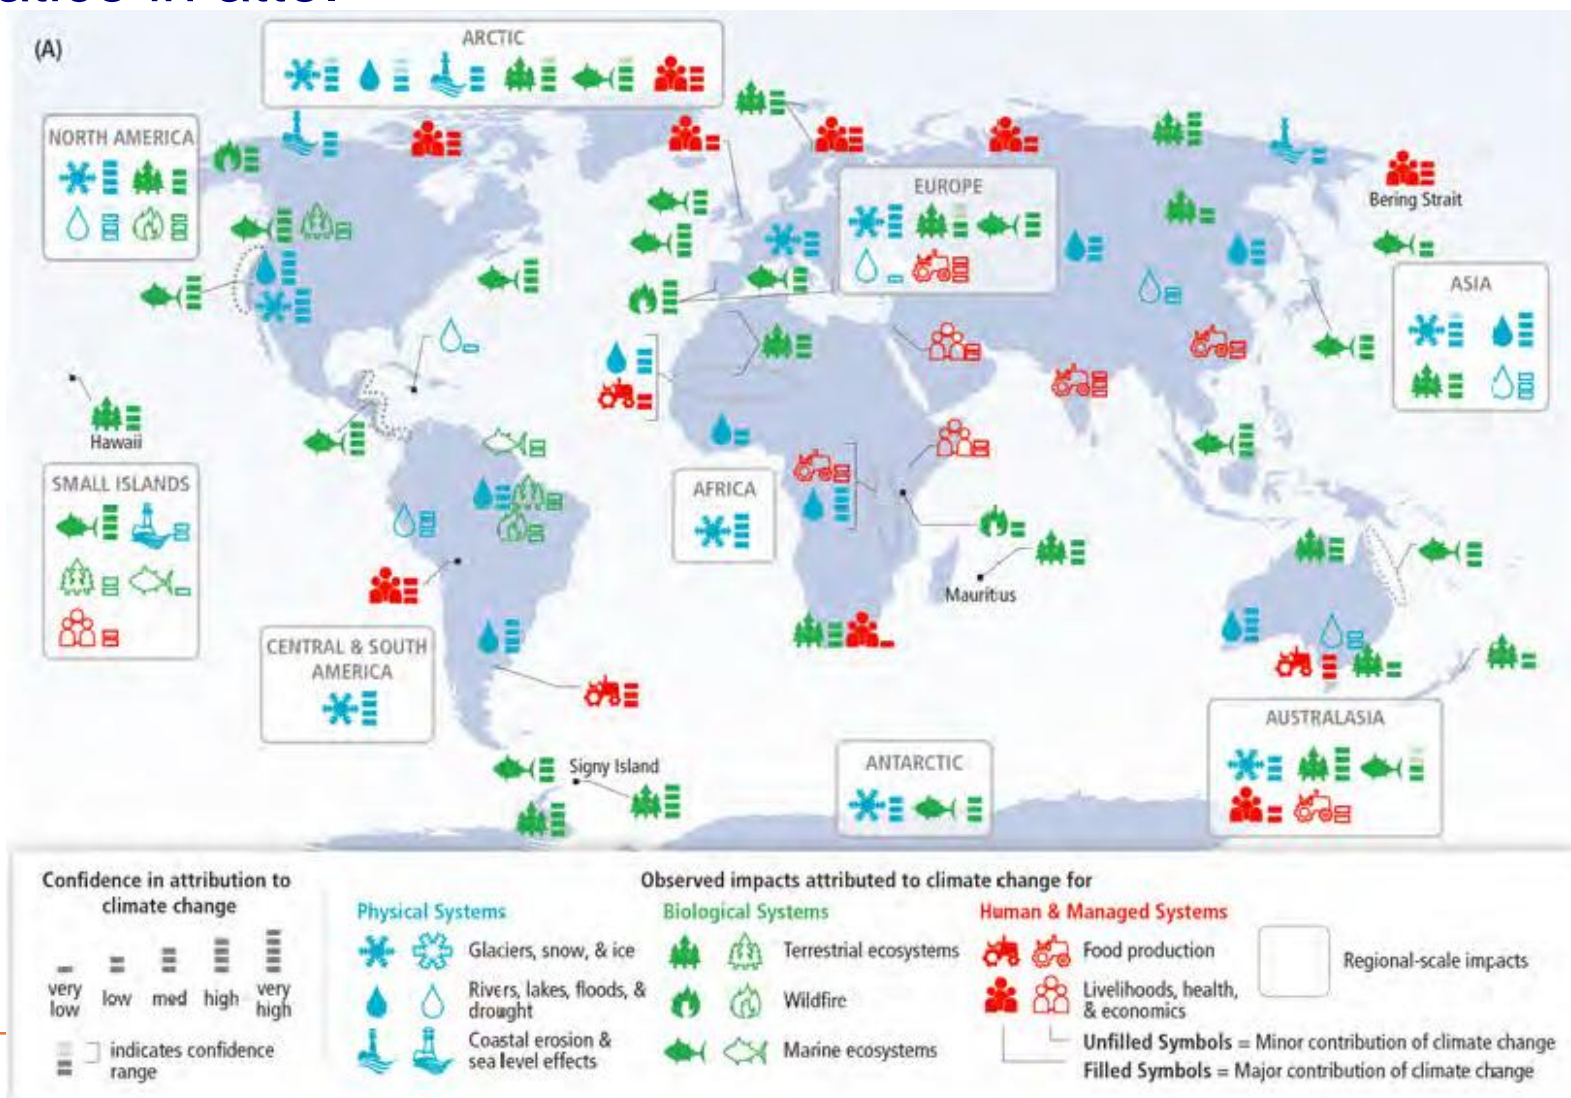 (A)
ARCTIC
NORTH AMERICA
EUROPE
Bering Strait
ASIA
Hawaii
SMALL ISLANDS
AFRICA
Mauritius
CENTRAL & SOUTH
AMERICA
AUSTRALASIA
Signy Island
ANTARCTIC
Confidence in attribution to
climate change
very
low
low
med
high
very
high
indicates confidence
range
Observed impacts attributed to climate change for
Physical Systems
Glaciers, snow, & ice
Rivers, lakes, floods, &
drought
Coastal erosion &
sea level effects
Biological Systems
Terrestrial ecosystems
Wildfire
Marine ecosystems
Human & Managed Systems
Food production
Livelihoods, health,
& economics
Regional-scale impacts
Unfilled Symbols = Minor contribution of climate change
Filled Symbols = Major contribution of climate change